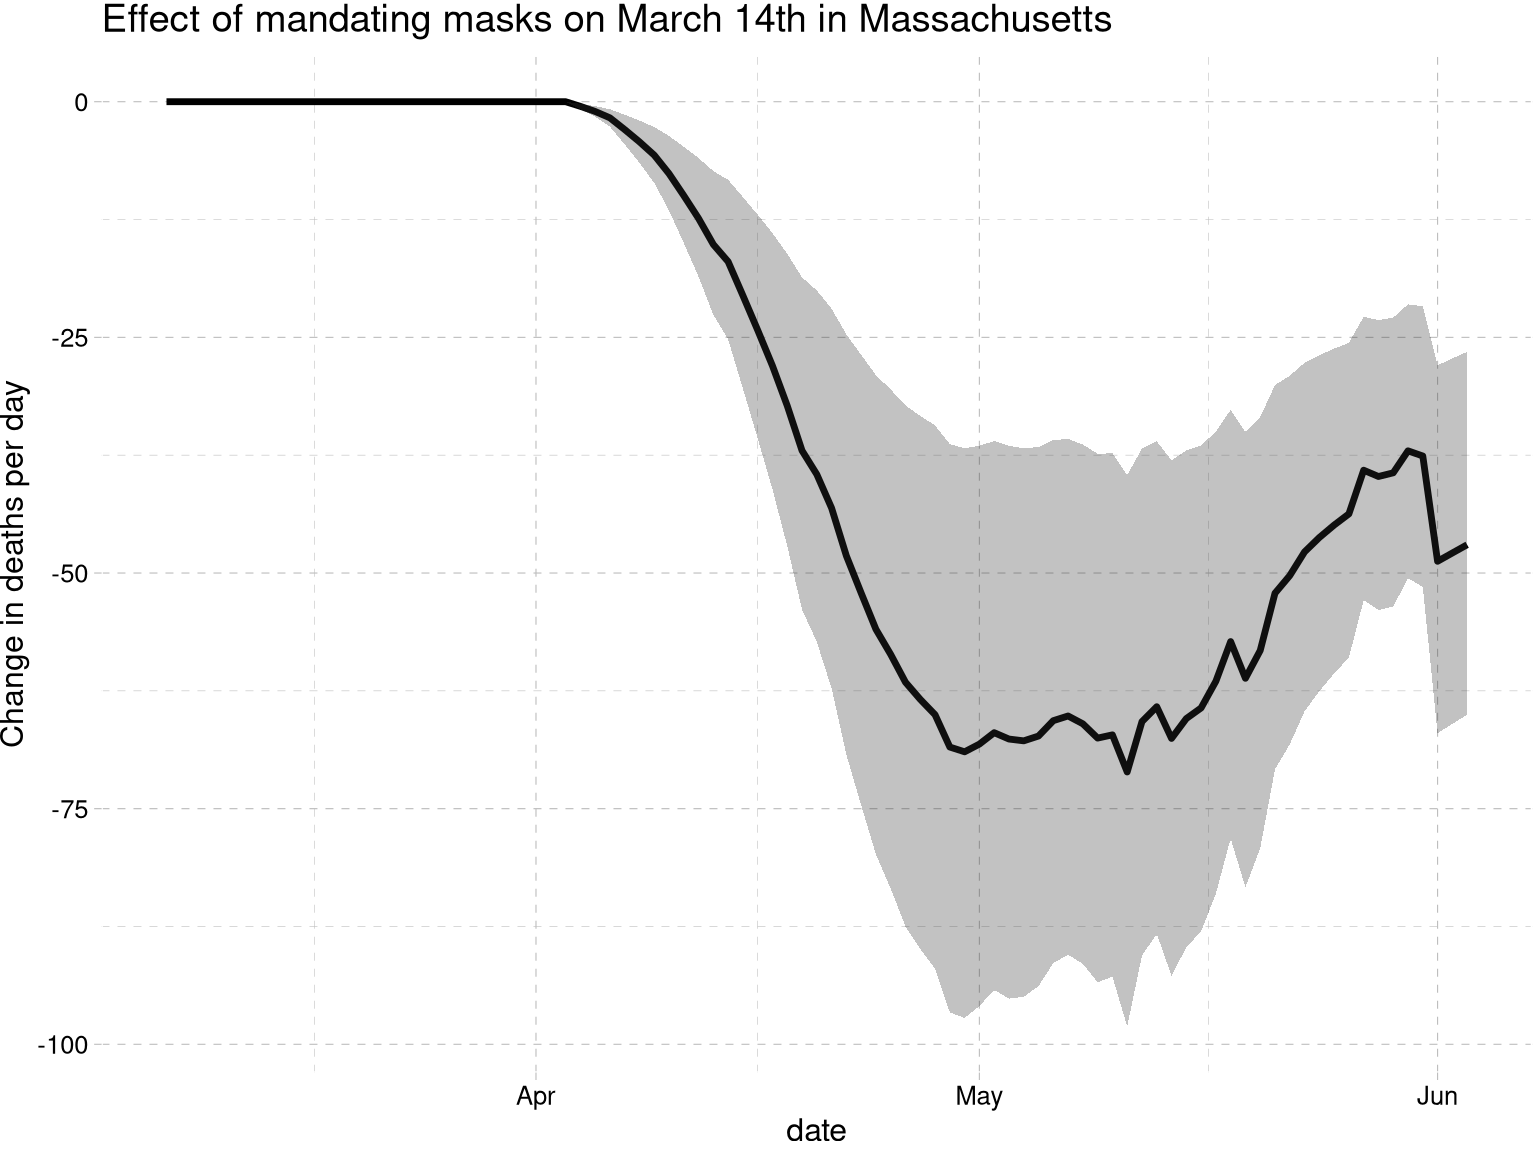 Effect of mandating masks on March 14th in Massachusetts
Change in deaths per day
0
-25
-50
-75
-100
Apr
May
Jun
date